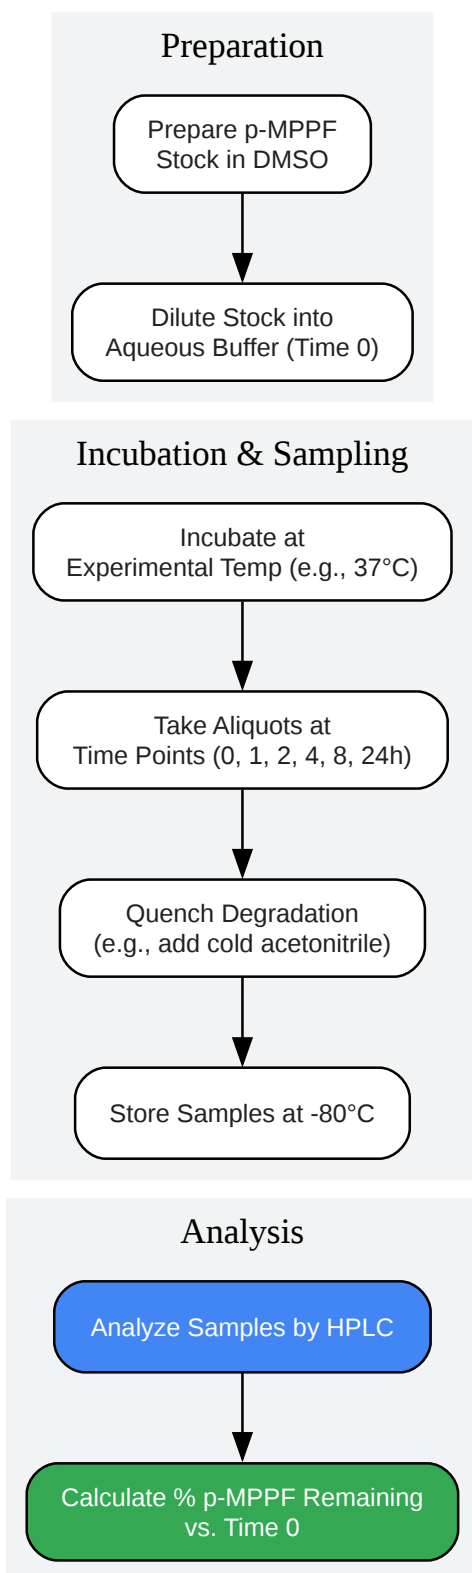 Preparation
Prepare p-MPPF
Stock in DMSO
Dilute Stock into
Aqueous Buffer (Time 0)
Incubation & Sampling
Incubate at
Experimental Temp (e.g., 37°C)
Take Aliquots at
Time Points (0, 1, 2, 4, 8, 24h)
Quench Degradation
(e.g., add cold acetonitrile)
Store Samples at -80°C
Analysis
Analyze Samples by HPLC
Calculate % p-MPPF Remaining
vs. Time 0